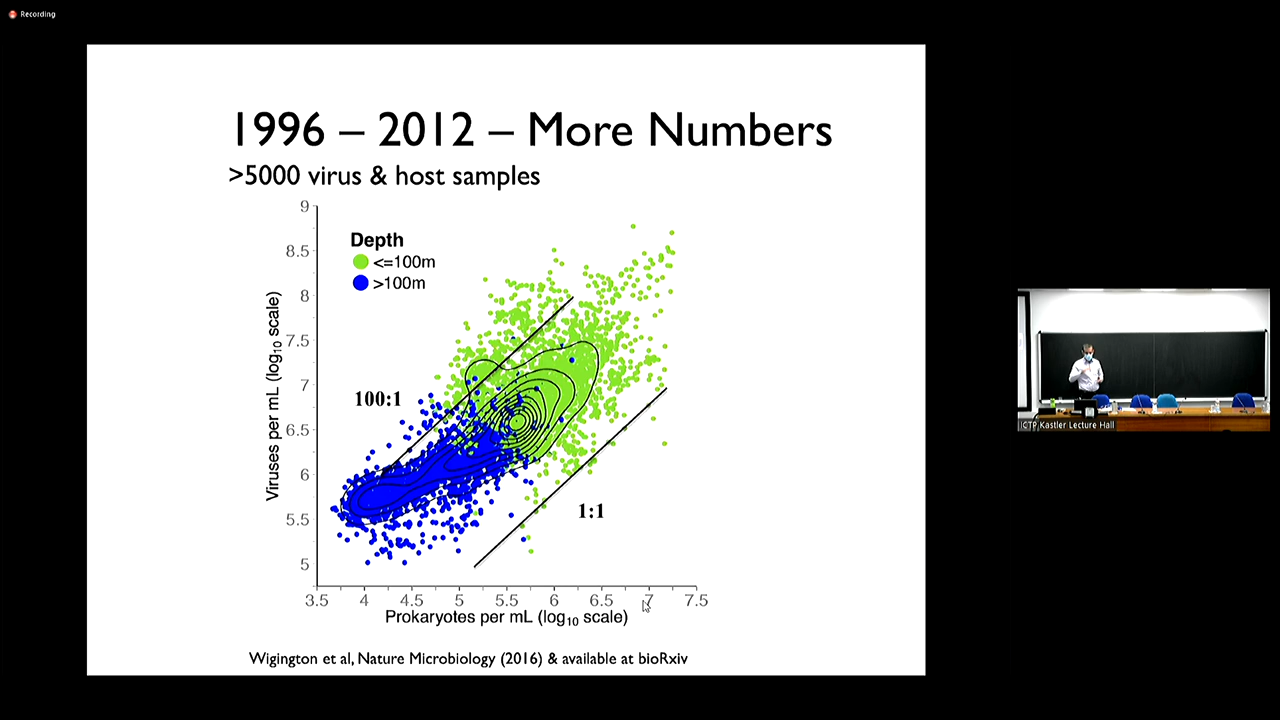 Recording
1996 – 2012 – More Numbers
>5000 virus & host samples
9
8.5
8
7.5
7
6.5
6
5.5
5
Viruses per mL (log10 scale)
Depth
<=100m
>100m
100:1
1:1
3.5 4 4.5 5 5.5 6 6.5 7 7.5
Prokaryotes per mL (log10 scale)
Wigington et al, Nature Microbiology (2016) & available at bioRxiv
ICTP Kastler Lecture Hall